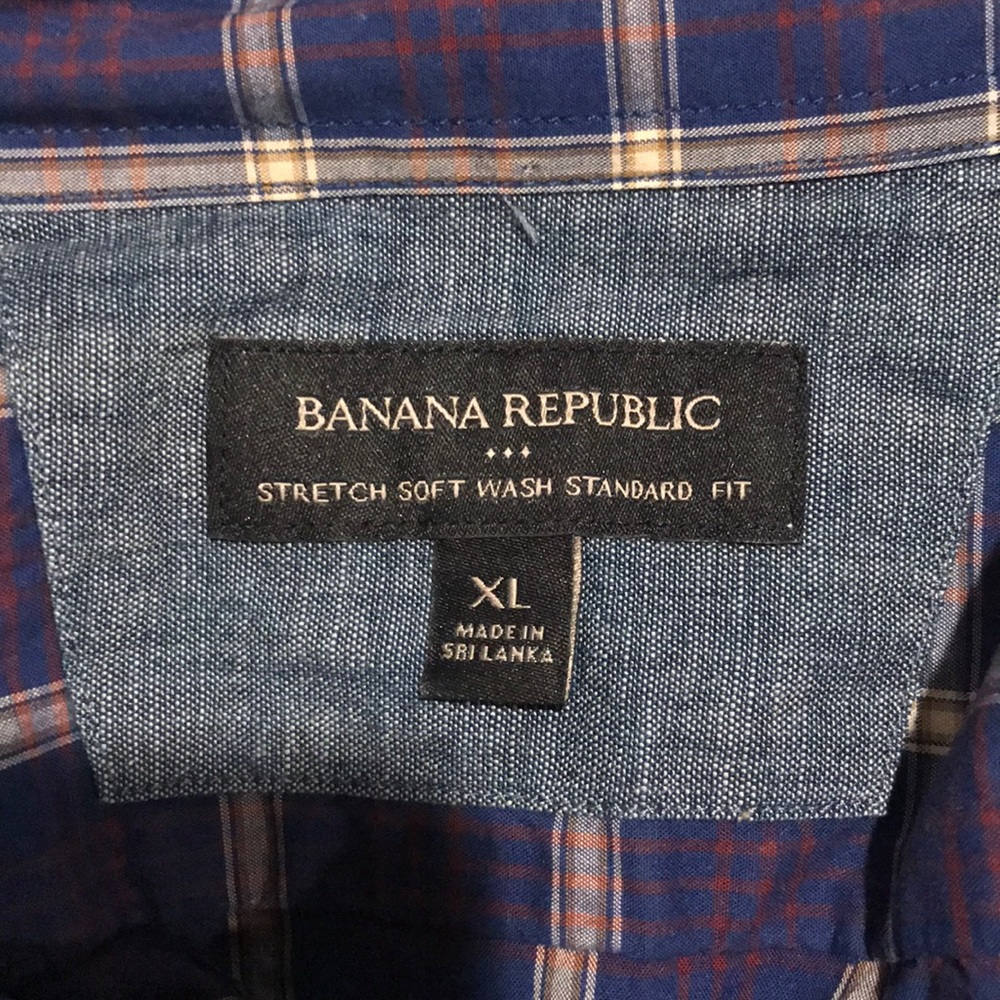 BANANA REPUBLIC
STRETCH SOFT WASH STANDARD FIT
XL
MADE IN
SRI LANKA